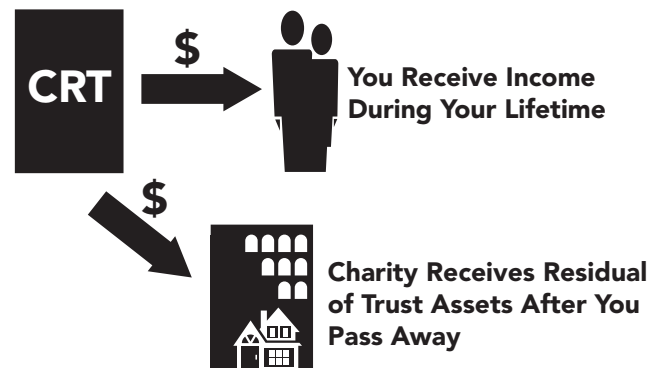 CRT
$
You Receive Income
During Your Lifetime
$
Charity Receives Residual
of Trust Assets After You
Pass Away